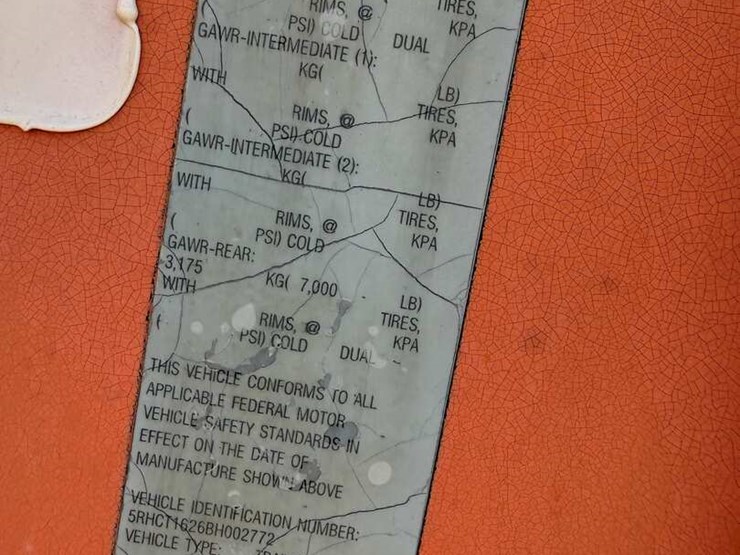 RIMS, @ TIRES,
( PSI) COLD DUAL KPA
GAWR-INTERMEDIATE (1):
KG( LB)
WITH TIRES,
RIMS, @ KPA
( PSI) COLD
GAWR-INTERMEDIATE (2):
KG( LB)
WITH TIRES,
RIMS, @ KPA
( PSI) COLD
GAWR-REAR:
3,175 KG( 7,000 LB)
WITH TIRES,
RIMS, @ KPA
( PSI) COLD DUAL -
THIS VEHICLE CONFORMS TO ALL
APPLICABLE FEDERAL MOTOR
VEHICLE SAFETY STANDARDS IN
EFFECT ON THE DATE OF
MANUFACTURE SHOWN ABOVE
VEHICLE IDENTIFICATION NUMBER:
5RHCT1626BH002772
VEHICLE TYPE: